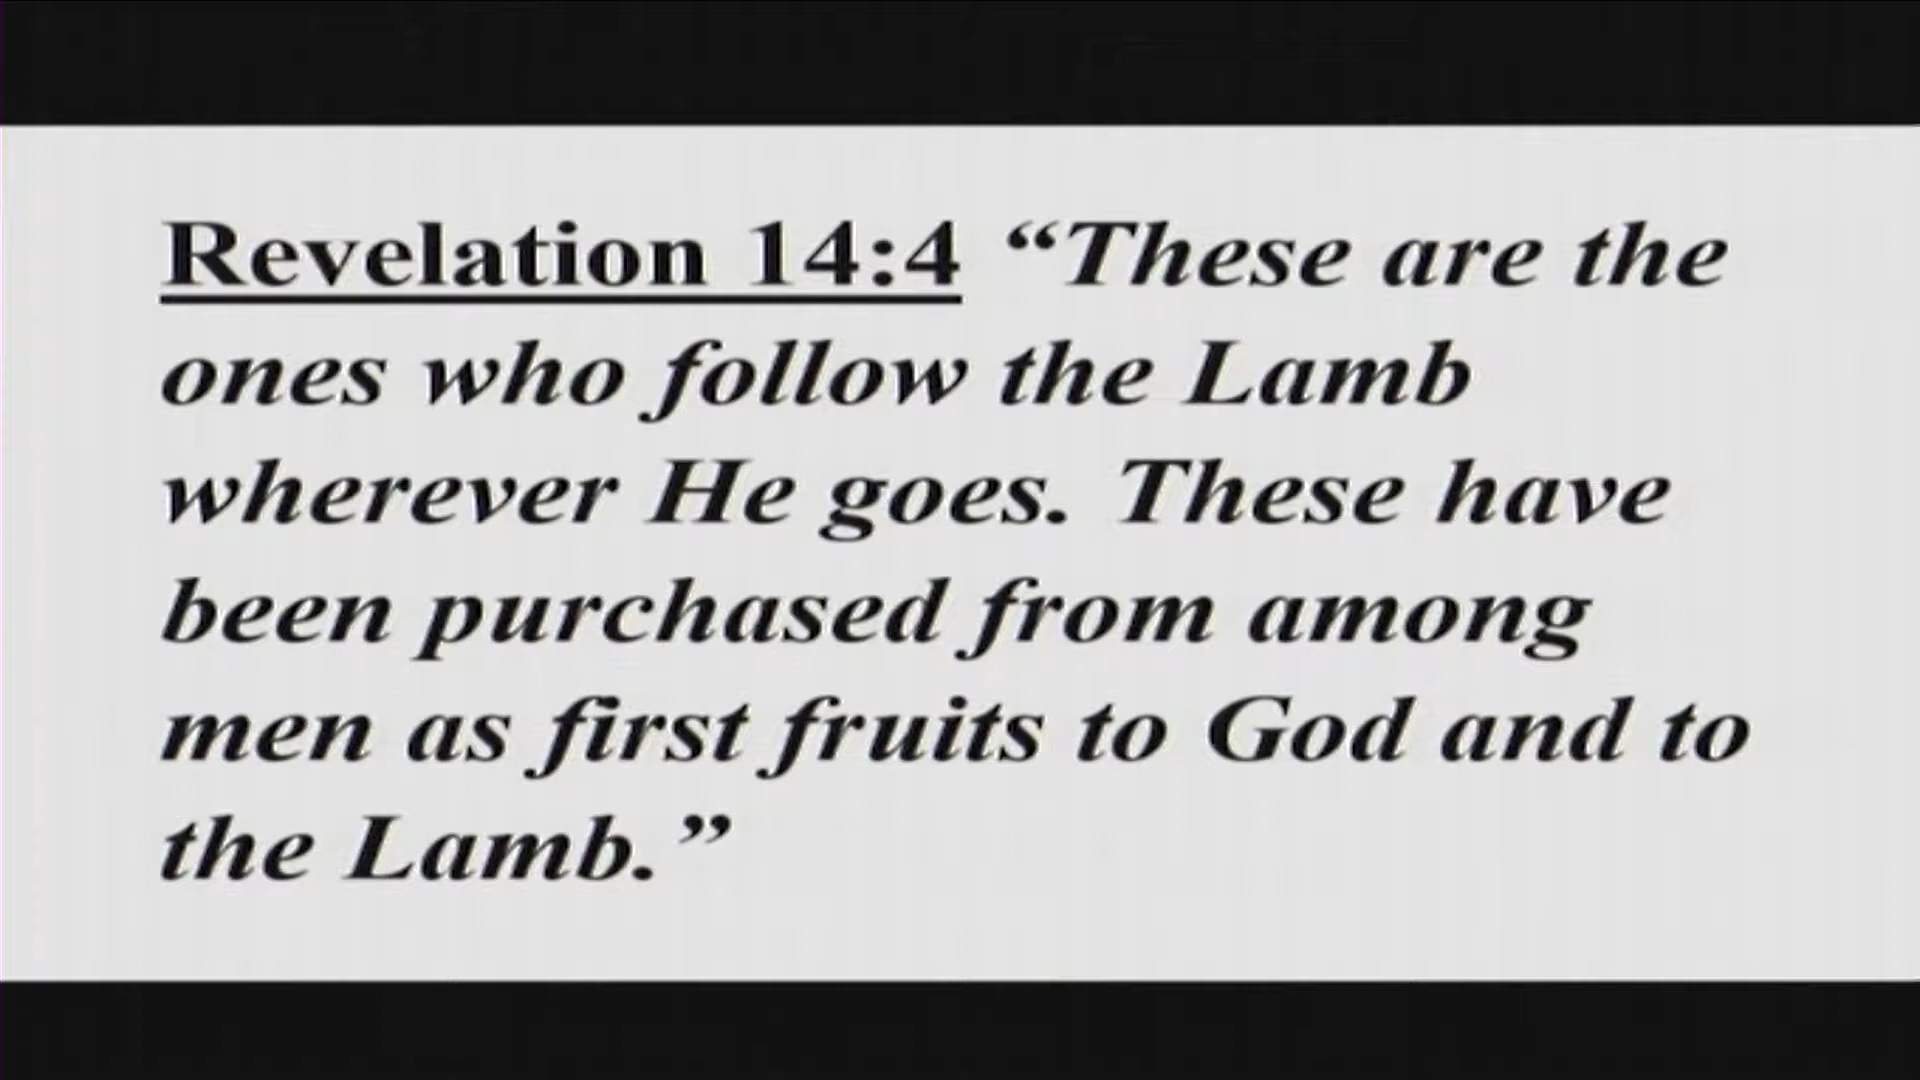 Revelation 14:4 “These are the
ones who follow the Lamb
wherever He goes. These have
been purchased from among
men as first fruits to God and to
the Lamb.”